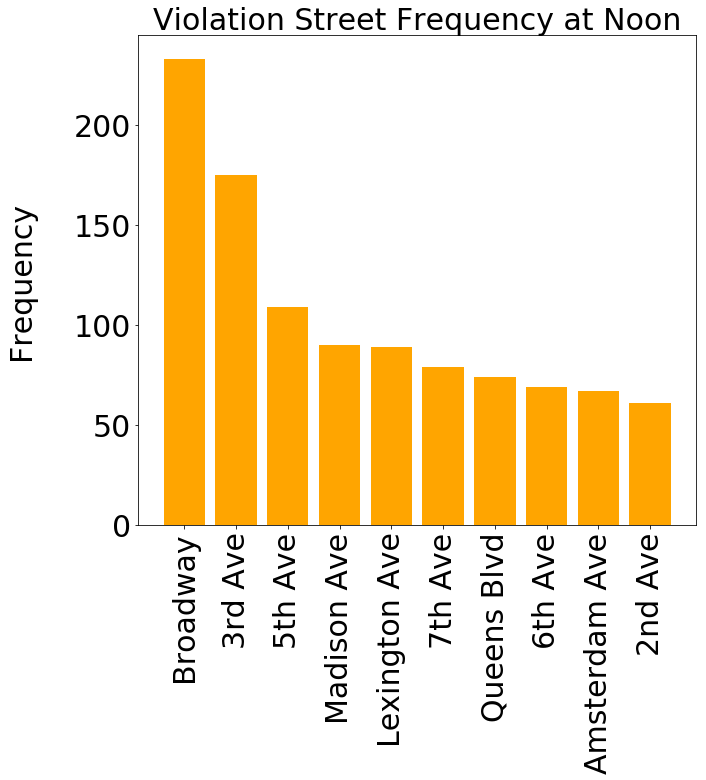 Violation Street Frequency at Noon
Frequency
200
150
100
50
0
Broadway
3rd Ave
5th Ave
Madison Ave
Lexington Ave
7th Ave
Queens Blvd
6th Ave
Amsterdam Ave
2nd Ave